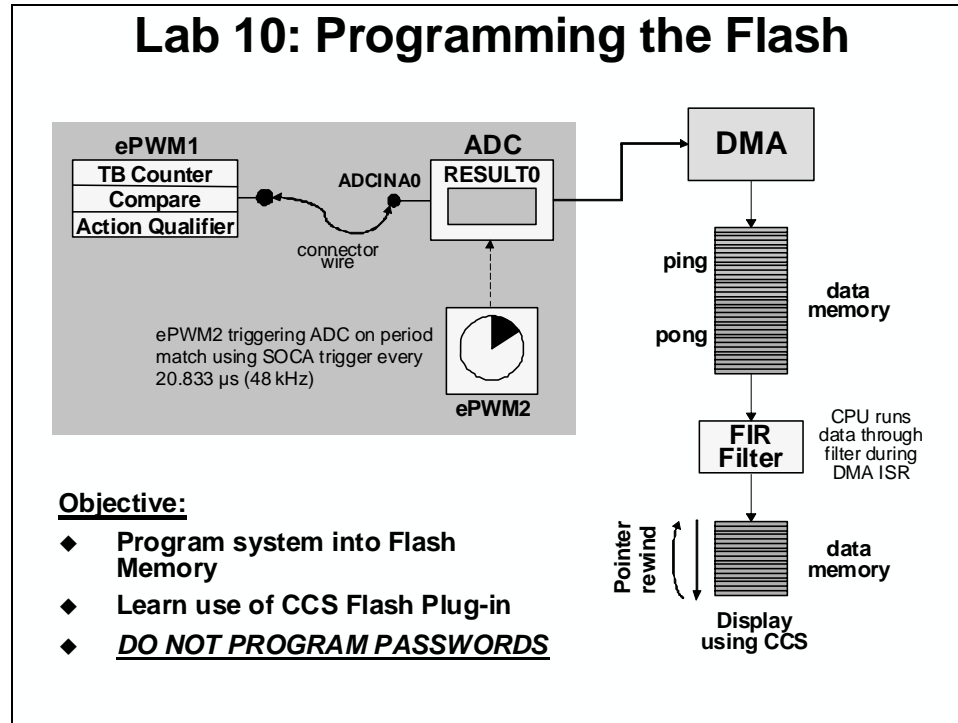 Lab 10: Programming the Flash
ePWM1
TB Counter
Compare
Action Qualifier
connector
wire
ADCINA0
ADC
RESULT0
DMA
ping
pong
data
memory
ePWM2 triggering ADC on period
match using SOCA trigger every
20.833 µs (48 kHz)
ePWM2
FIR
Filter
CPU runs
data through
filter during
DMA ISR
Objective:
◆ Program system into Flash
Memory
◆ Learn use of CCS Flash Plug-in
◆ DO NOT PROGRAM PASSWORDS
Pointer
rewind
data
memory
Display
using CCS